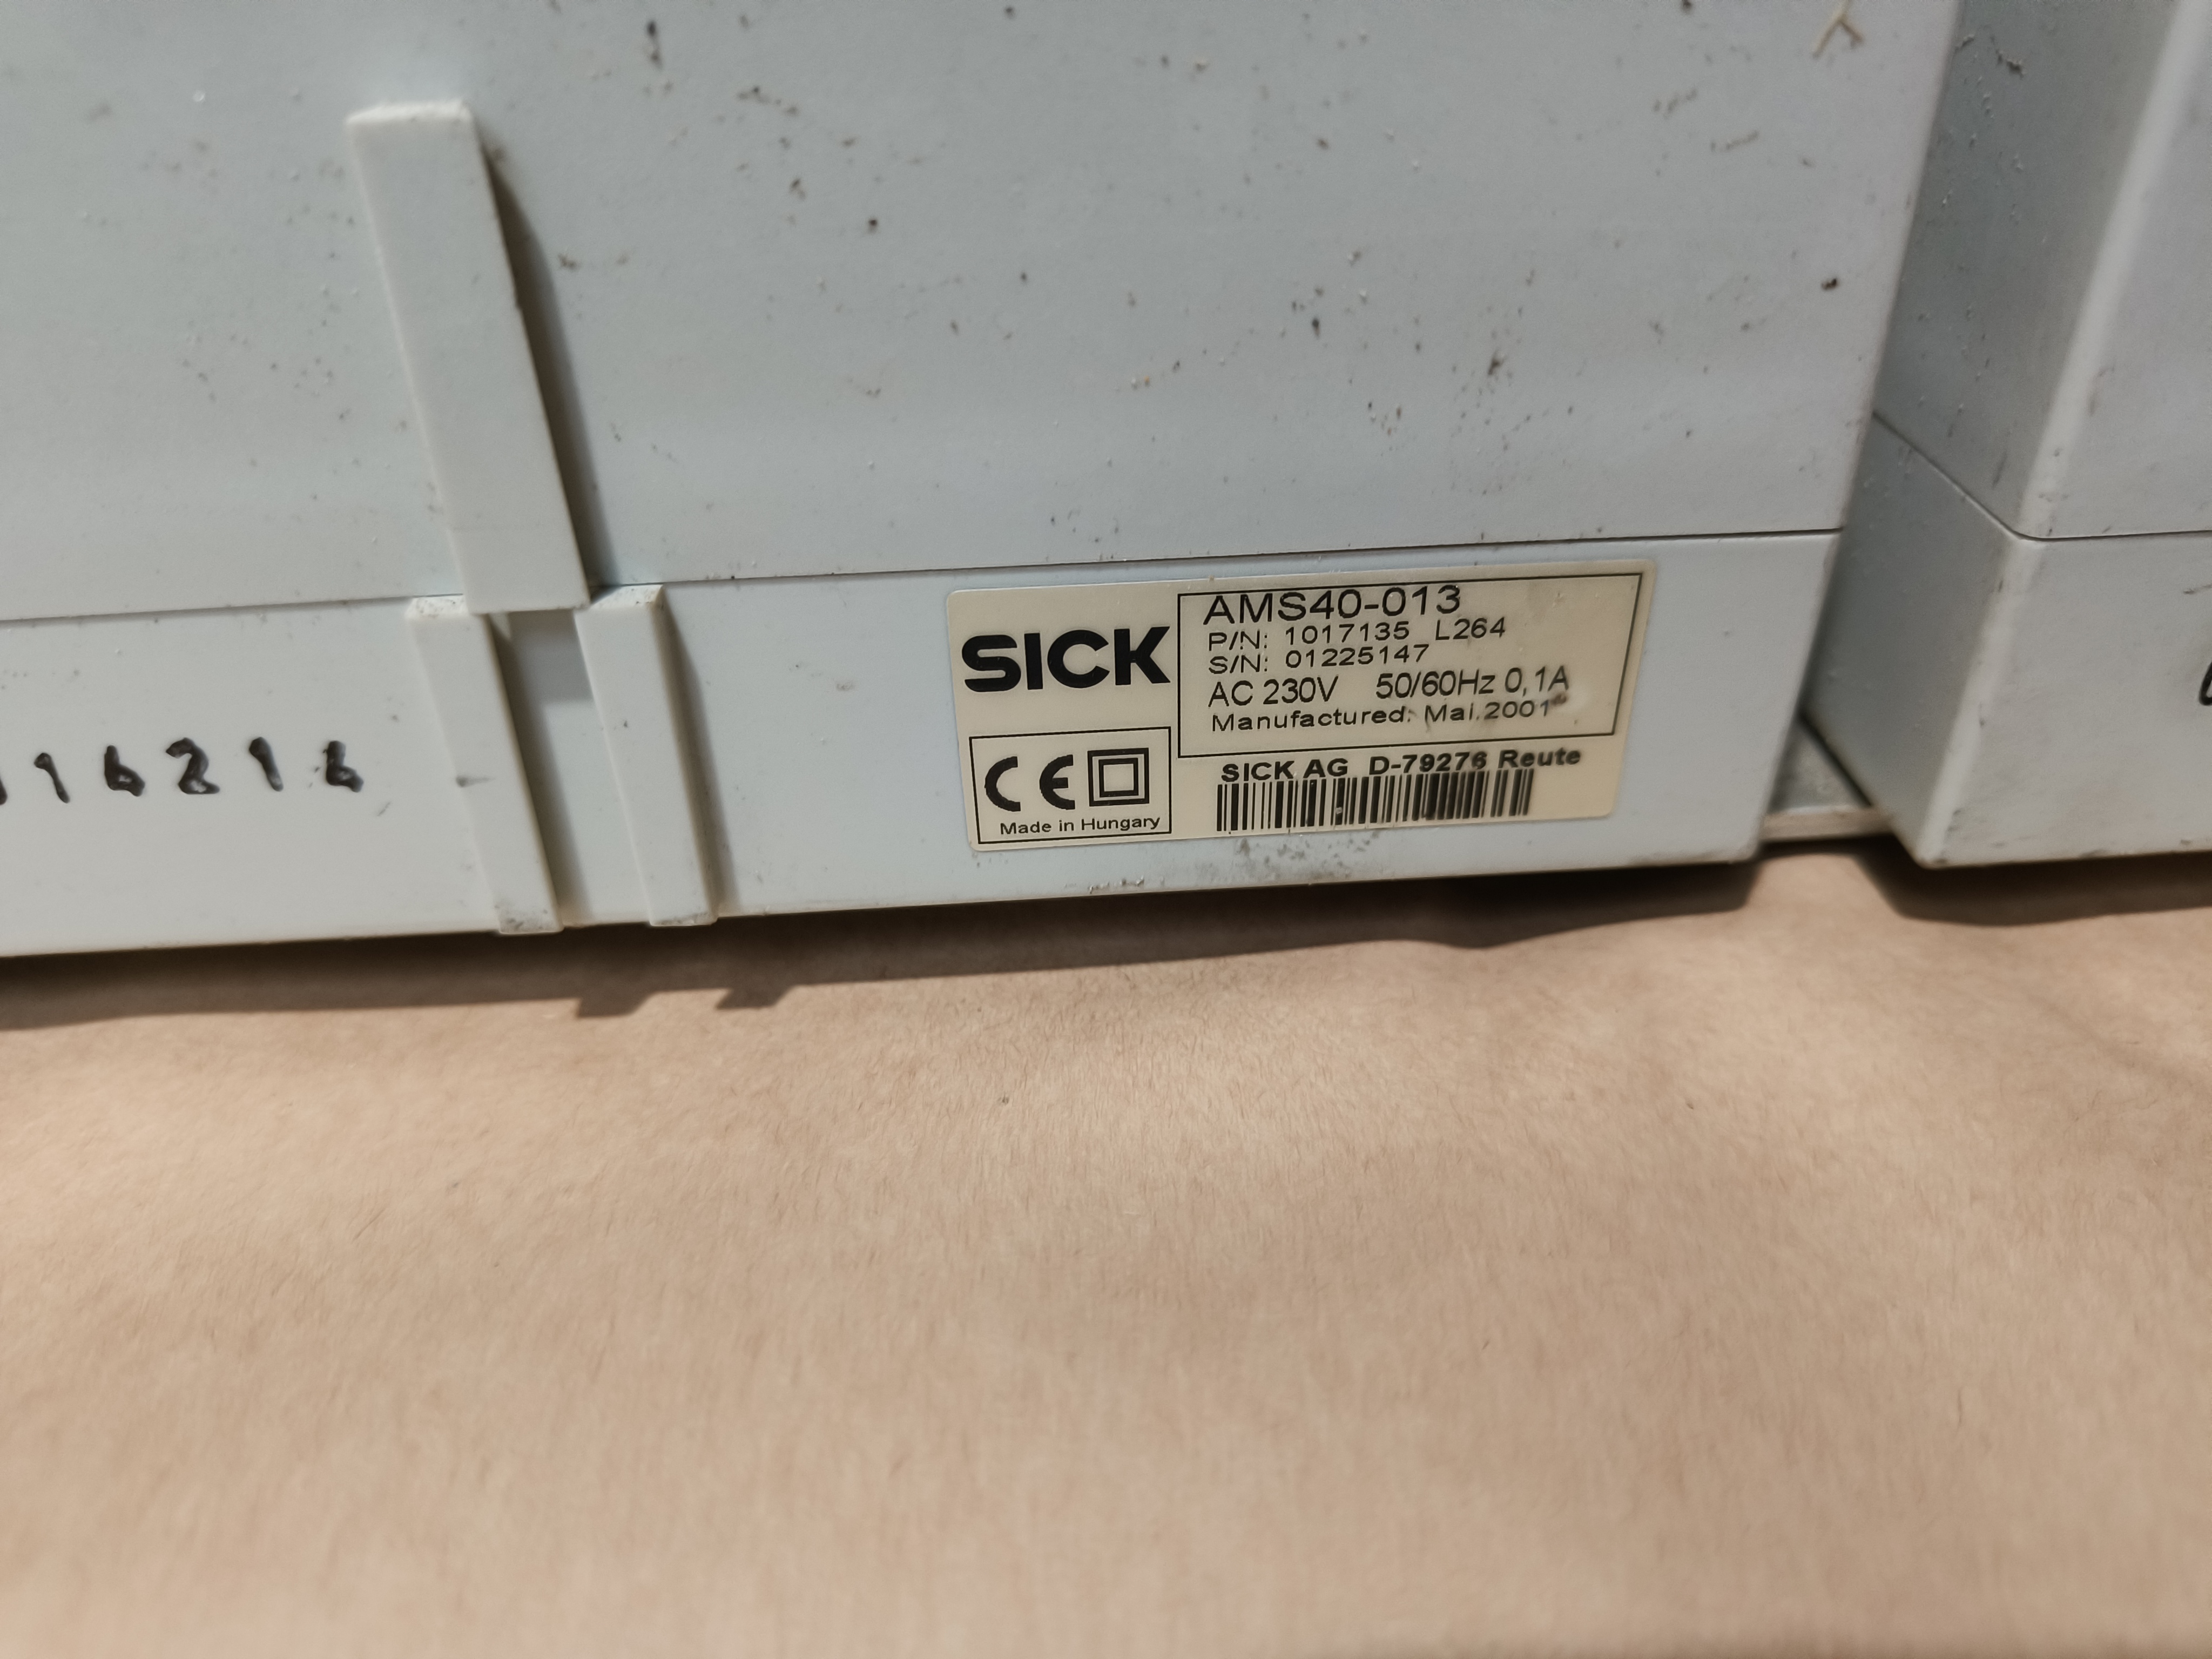 SICK
AMS40-013
P/N: 1017135 L264
S/N: 01225147
AC 230V 50/60Hz 0,1A
Manufactured: Mai.2001
CE
Made in Hungary
SICK AG D-79276 Reute